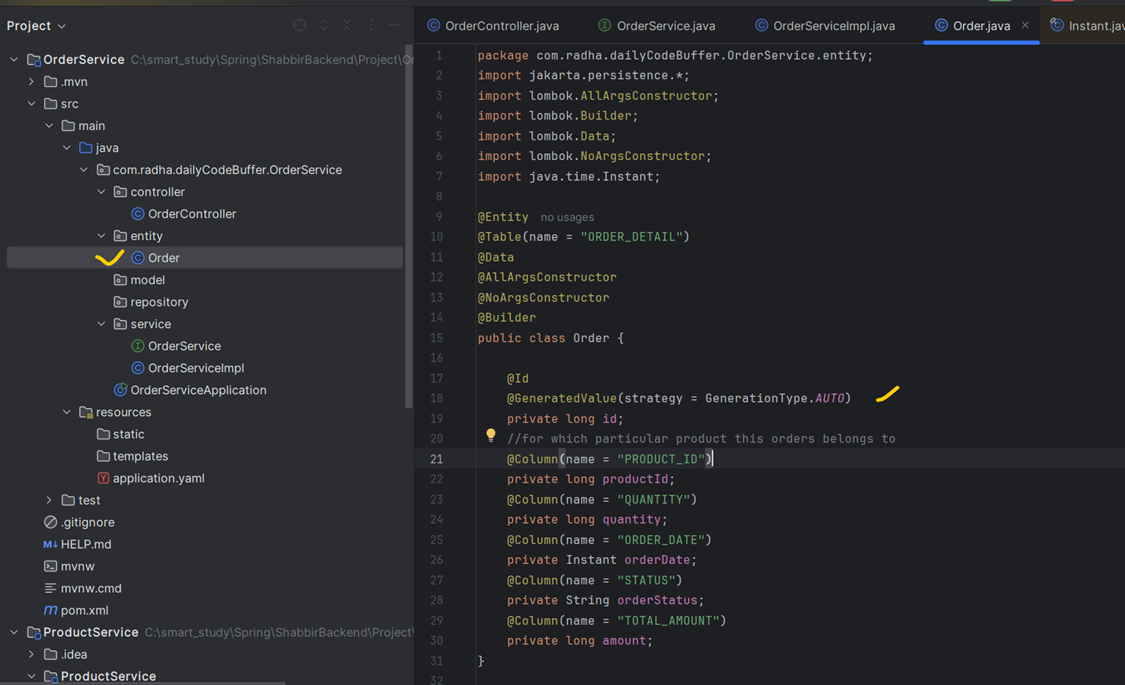 Project
OrderService C:\smart_study\Spring\ShabbirBackend\Project\Or
.mvn
src
main
java
com.radha.dailyCodeBuffer.OrderService
controller
OrderController
entity
Order
model
repository
service
OrderService
OrderServiceImpl
OrderServiceApplication
resources
static
templates
application.yaml
test
.gitignore
HELP.md
mvnw
mvnw.cmd
pom.xml
ProductService C:\smart_study\Spring\ShabbirBackend\Project\
.idea
ProductService
OrderController.java OrderService.java OrderServiceImpl.java Order.java Instant.jav
1 package com.radha.dailyCodeBuffer.OrderService.entity;
2 import jakarta.persistence.*;
3 import lombok.AllArgsConstructor;
4 import lombok.Builder;
5 import lombok.Data;
6 import lombok.NoArgsConstructor;
7 import java.time.Instant;
8
9 @Entity no usages
10 @Table(name = "ORDER_DETAIL")
11 @Data
12 @AllArgsConstructor
13 @NoArgsConstructor
14 @Builder
15 public class Order {
16
17 @Id
18 @GeneratedValue(strategy = GenerationType.AUTO)
19 private long id;
20 //for which particular product this orders belongs to
21 @Column(name = "PRODUCT_ID")
22 private long productId;
23 @Column(name = "QUANTITY")
24 private long quantity;
25 @Column(name = "ORDER_DATE")
26 private Instant orderDate;
27 @Column(name = "STATUS")
28 private String orderStatus;
29 @Column(name = "TOTAL_AMOUNT")
30 private long amount;
31 }
32